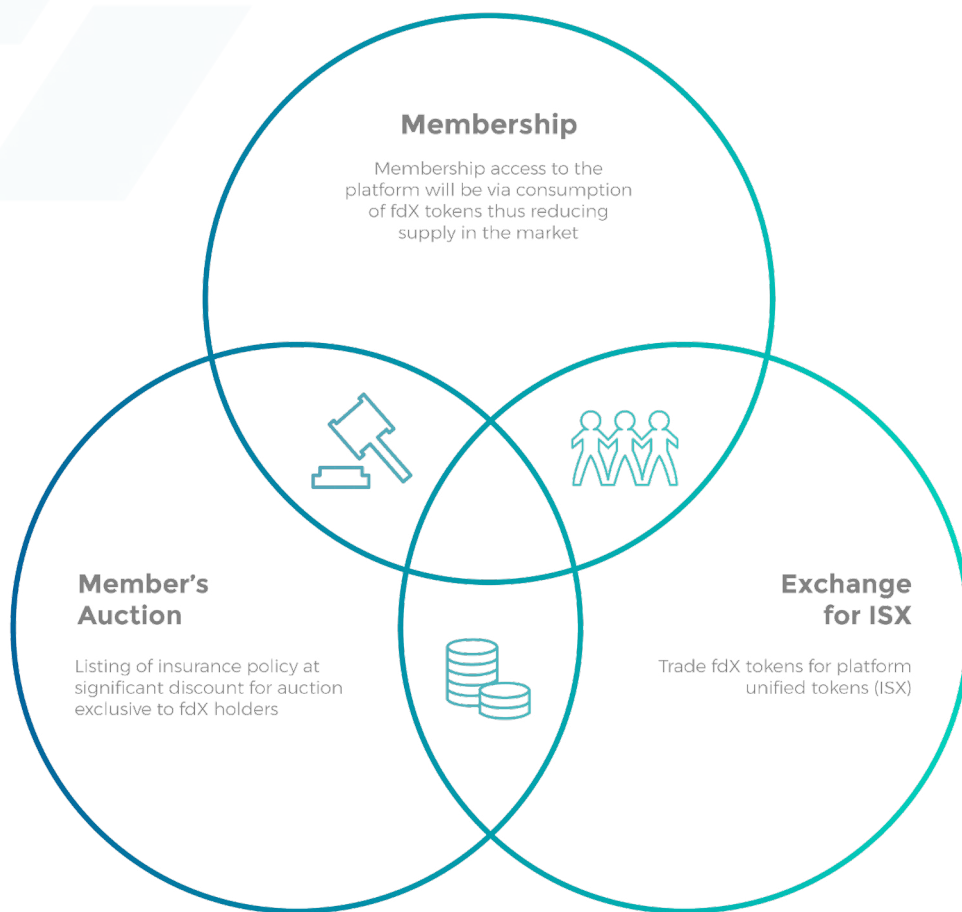 Membership
Membership access to the
platform will be via consumption
of fdX tokens thus reducing
supply in the market
Member’s
Auction
Listing of insurance policy at
significant discount for auction
exclusive to fdX holders
Exchange
for ISX
Trade fdX tokens for platform
unified tokens (ISX)